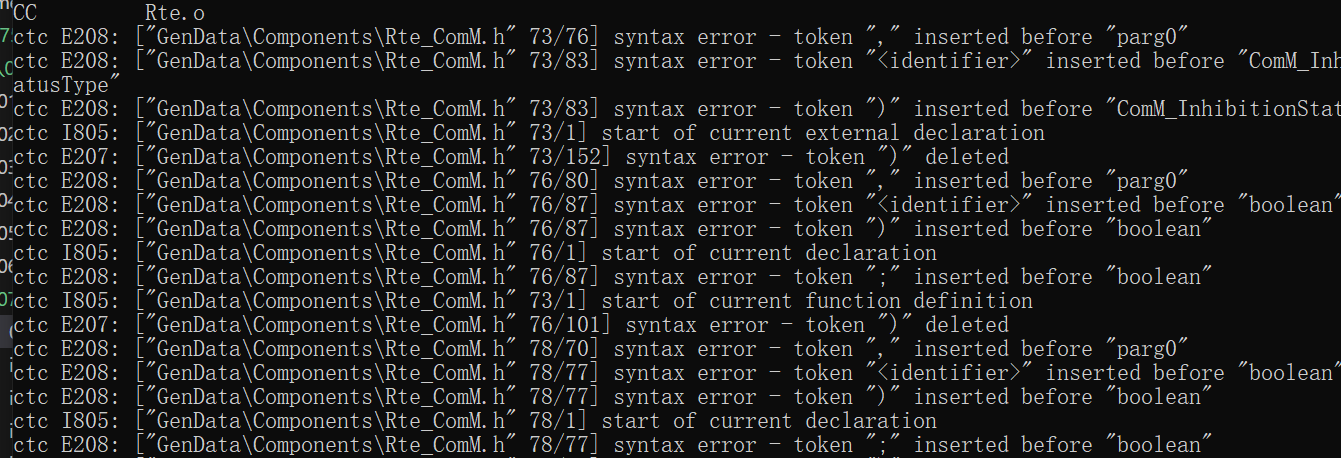 CC Rte.o
ctc E208: ["GenData\Components\Rte_ComM.h" 73/76] syntax error - token "," inserted before "parg0"
ctc E208: ["GenData\Components\Rte_ComM.h" 73/83] syntax error - token "<identifier>" inserted before "ComM_Inh
atusType"
ctc E208: ["GenData\Components\Rte_ComM.h" 73/83] syntax error - token ")" inserted before "ComM_InhibitionStat
ctc I805: ["GenData\Components\Rte_ComM.h" 73/1] start of current external declaration
ctc E207: ["GenData\Components\Rte_ComM.h" 73/152] syntax error - token ")" deleted
ctc E208: ["GenData\Components\Rte_ComM.h" 76/80] syntax error - token "," inserted before "parg0"
ctc E208: ["GenData\Components\Rte_ComM.h" 76/87] syntax error - token "<identifier>" inserted before "boolean"
ctc E208: ["GenData\Components\Rte_ComM.h" 76/87] syntax error - token ")" inserted before "boolean"
ctc I805: ["GenData\Components\Rte_ComM.h" 76/1] start of current declaration
ctc E208: ["GenData\Components\Rte_ComM.h" 76/87] syntax error - token ";" inserted before "boolean"
ctc I805: ["GenData\Components\Rte_ComM.h" 73/1] start of current function definition
ctc E207: ["GenData\Components\Rte_ComM.h" 76/101] syntax error - token ")" deleted
ctc E208: ["GenData\Components\Rte_ComM.h" 78/70] syntax error - token "," inserted before "parg0"
ctc E208: ["GenData\Components\Rte_ComM.h" 78/77] syntax error - token "<identifier>" inserted before "boolean"
ctc E208: ["GenData\Components\Rte_ComM.h" 78/77] syntax error - token ")" inserted before "boolean"
ctc I805: ["GenData\Components\Rte_ComM.h" 78/1] start of current declaration
ctc E208: ["GenData\Components\Rte_ComM.h" 78/77] syntax error - token ";" inserted before "boolean"